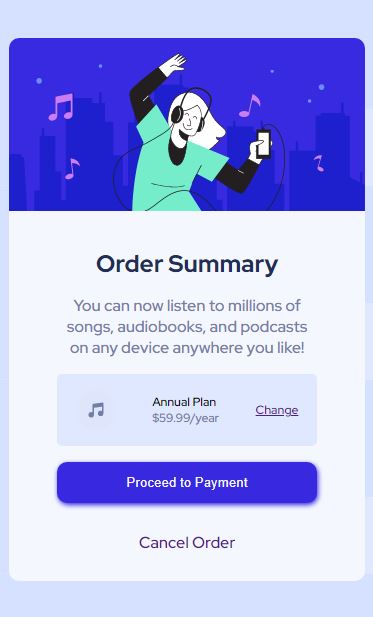 Order Summary
You can now listen to millions of
songs, audiobooks, and podcasts
on any device anywhere you like!
Annual Plan
$59.99/year
Change
Proceed to Payment
Cancel Order